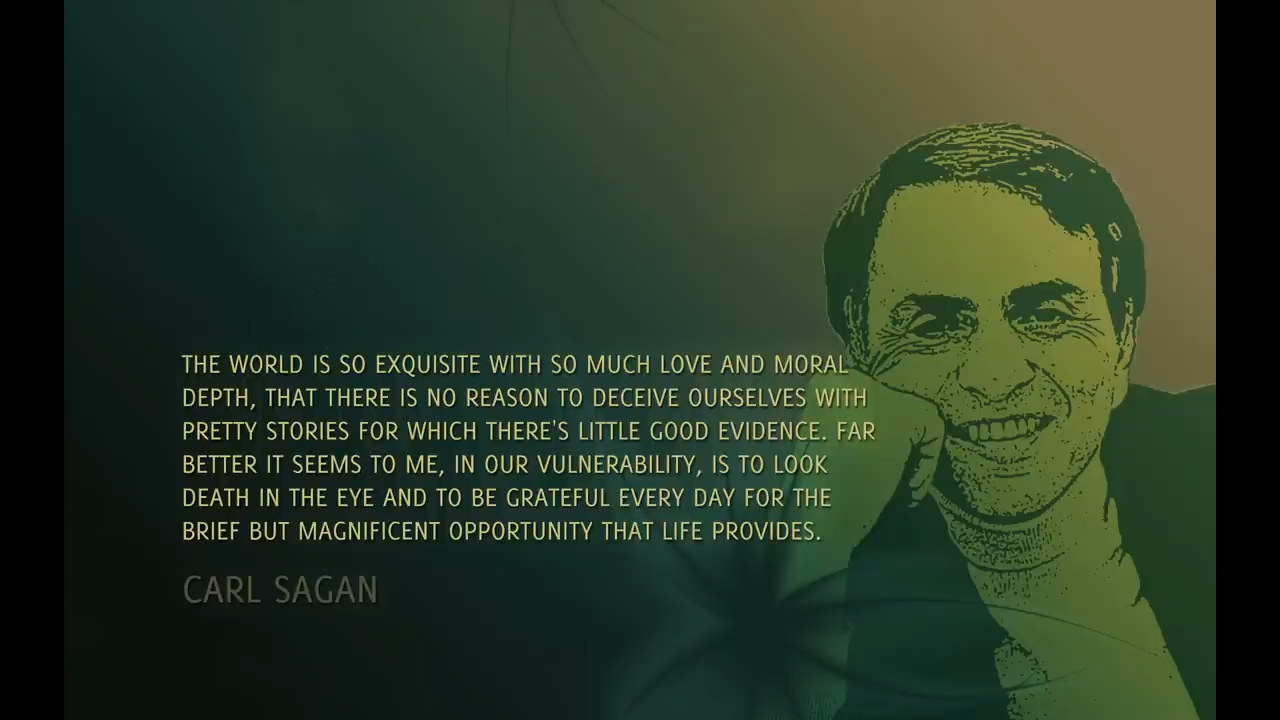 THE WORLD IS SO EXQUISITE WITH SO MUCH LOVE AND MORAL
DEPTH, THAT THERE IS NO REASON TO DECEIVE OURSELVES WITH
PRETTY STORIES FOR WHICH THERE'S LITTLE GOOD EVIDENCE. FAR
BETTER IT SEEMS TO ME, IN OUR VULNERABILITY, IS TO LOOK
DEATH IN THE EYE AND TO BE GRATEFUL EVERY DAY FOR THE
BRIEF BUT MAGNIFICENT OPPORTUNITY THAT LIFE PROVIDES.
CARL SAGAN